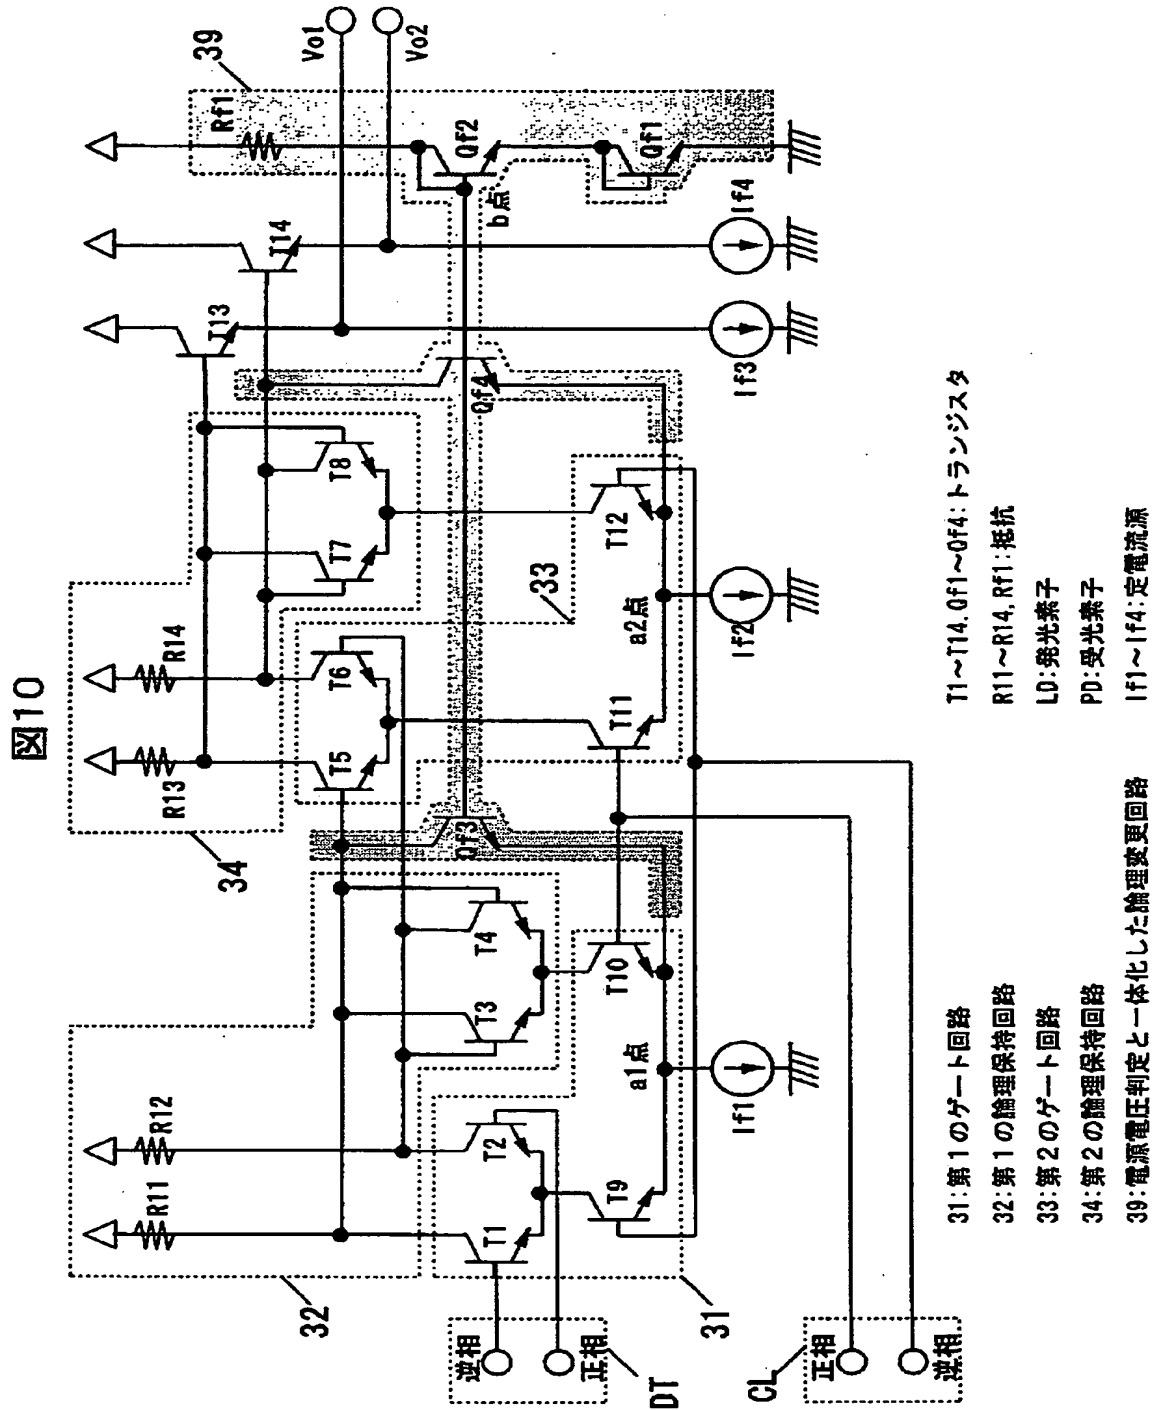 図10
34
R13
R14
39
Rf1
Vo1
Vo2
32
R11
R12
T13
T14
T5
T6
T7
T8
Qf2
b点
T3
T4
Qf3
Qf4
Qf1
T1
T2
33
T9
T10
T11
T12
a1点
a2点
If1
If2
If3
If4
31
逆相
正相
DT
CL
正相
逆相
31:第1のゲート回路
32:第1の論理保持回路
33:第2のゲート回路
34:第2の論理保持回路
39:電源電圧判定と一体化した論理変更回路
T1~T14.Qf1~Qf4:トランジスタ
R11~R14,Rf1:抵抗
LD:発光素子
PD:受光素子
If1~If4:定電流源